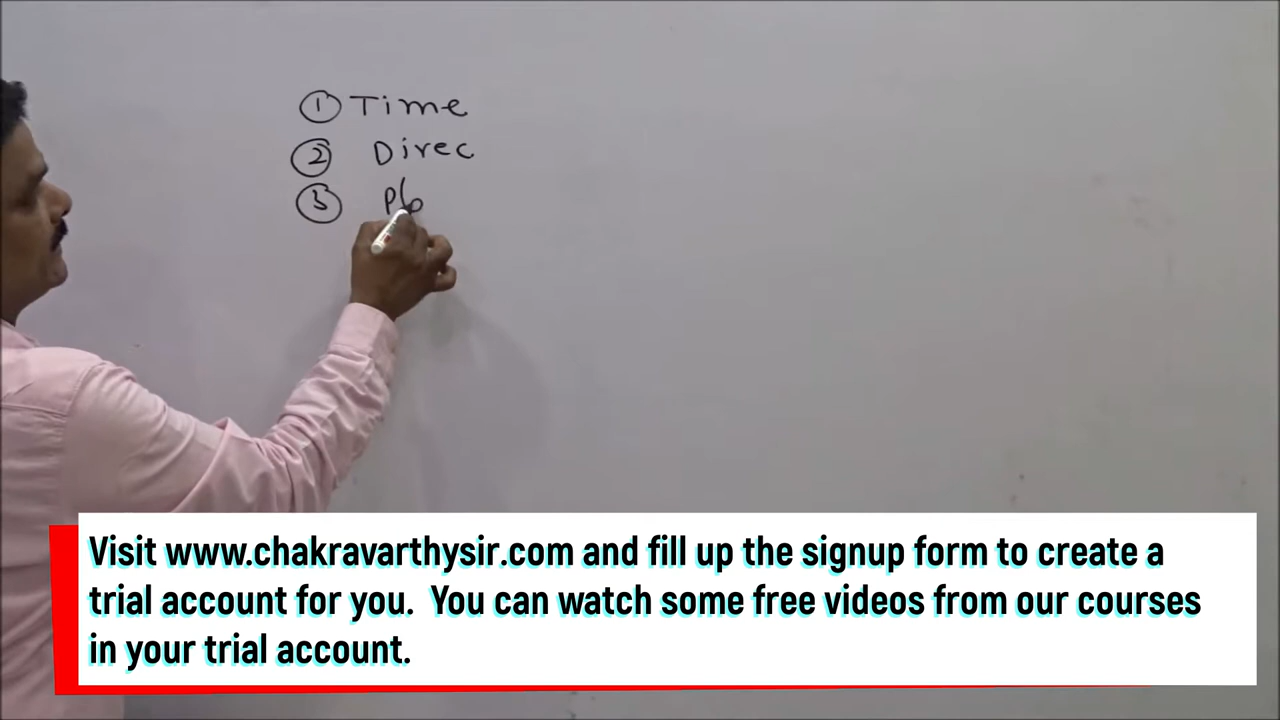 ① Time
② Direc
③ Pl
Visit www.chakravarthysir.com and fill up the signup form to create a
trial account for you. You can watch some free videos from our courses
in your trial account.